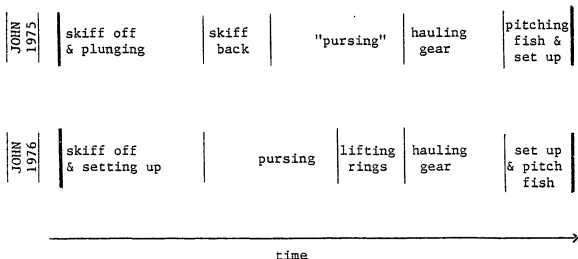 JOHN
1975
skiff off
& plunging
skiff
back
"pursing"
hauling
gear
pitching
fish &
set up
JOHN
1976
skiff off
& setting up
pursing
lifting
rings
hauling
gear
set up
& pitch
fish
time